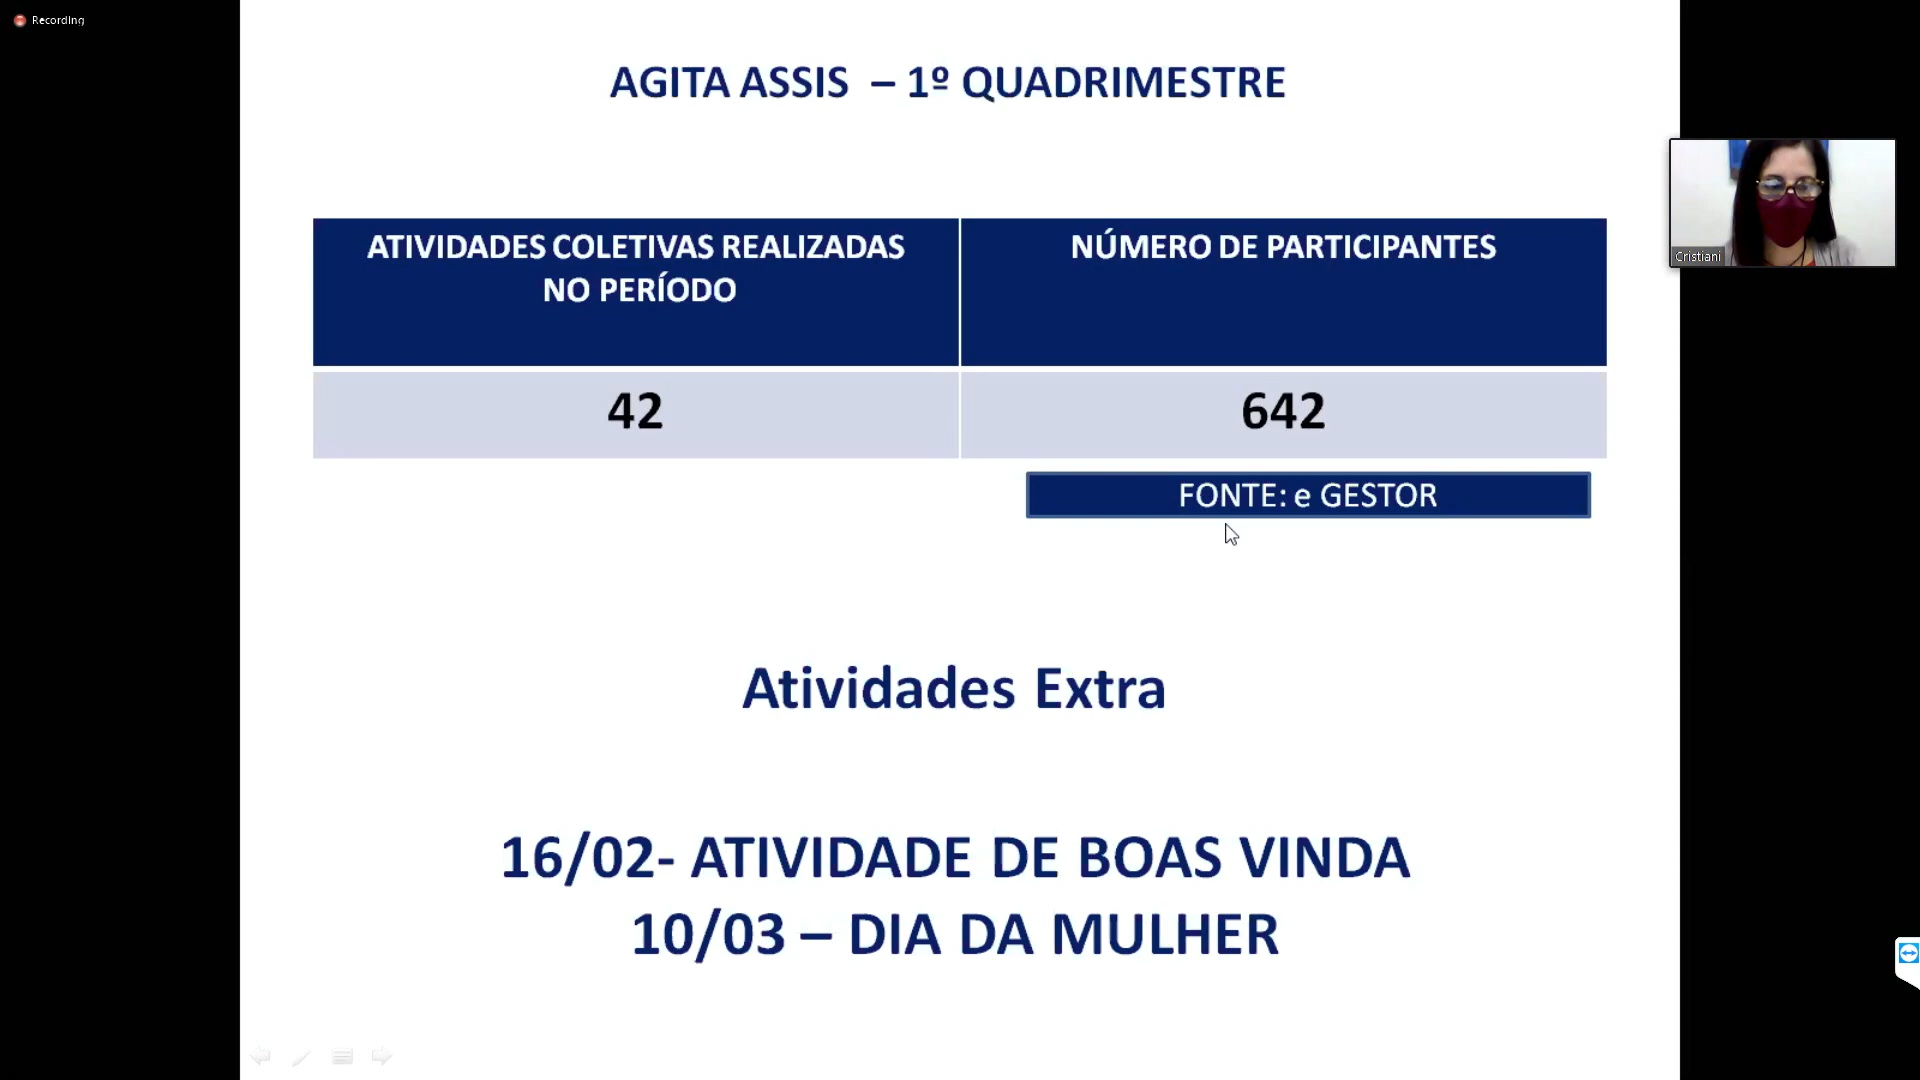 Recording
AGITA ASSIS – 1º QUADRIMESTRE
ATIVIDADES COLETIVAS REALIZADAS
NO PERÍODO
NÚMERO DE PARTICIPANTES
42
642
FONTE: e GESTOR
Cristiani
Atividades Extra
16/02- ATIVIDADE DE BOAS VINDA
10/03 – DIA DA MULHER